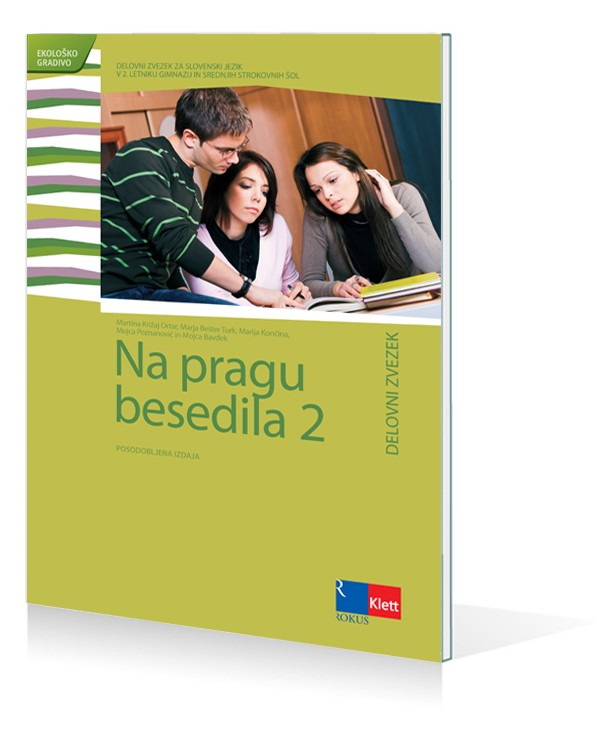 EKOLOŠKO
GRADIVO
DELOVNI ZVEZEK ZA SLOVENSKI JEZIK
V 2. LETNIKU GIMNAZIJ IN SREDNJIH STROKOVNIH ŠOL
Martina Križaj Ortar, Marja Bešter Turk, Marija Končina,
Mojca Poznanovič in Mojca Bavdek
Na pragu
besedila 2
POSODOBLJENA IZDAJA
DELOVNI ZVEZEK
R
ROKUS
Klett